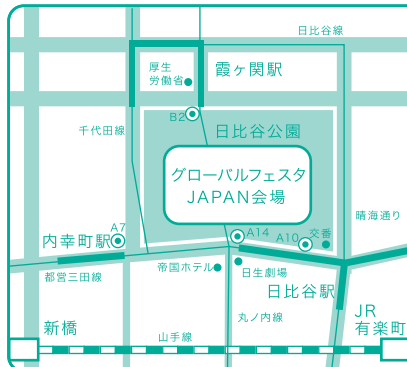 日比谷線
厚生
労働省
霞ヶ関駅
B2
千代田線
日比谷公園
グローバルフェスタ
JAPAN会場
晴海通り
A7
A14
A10
交番
内幸町駅
都営三田線
帝国ホテル
日生劇場
日比谷駅
丸ノ内線
JR
有楽町
新橋
山手線